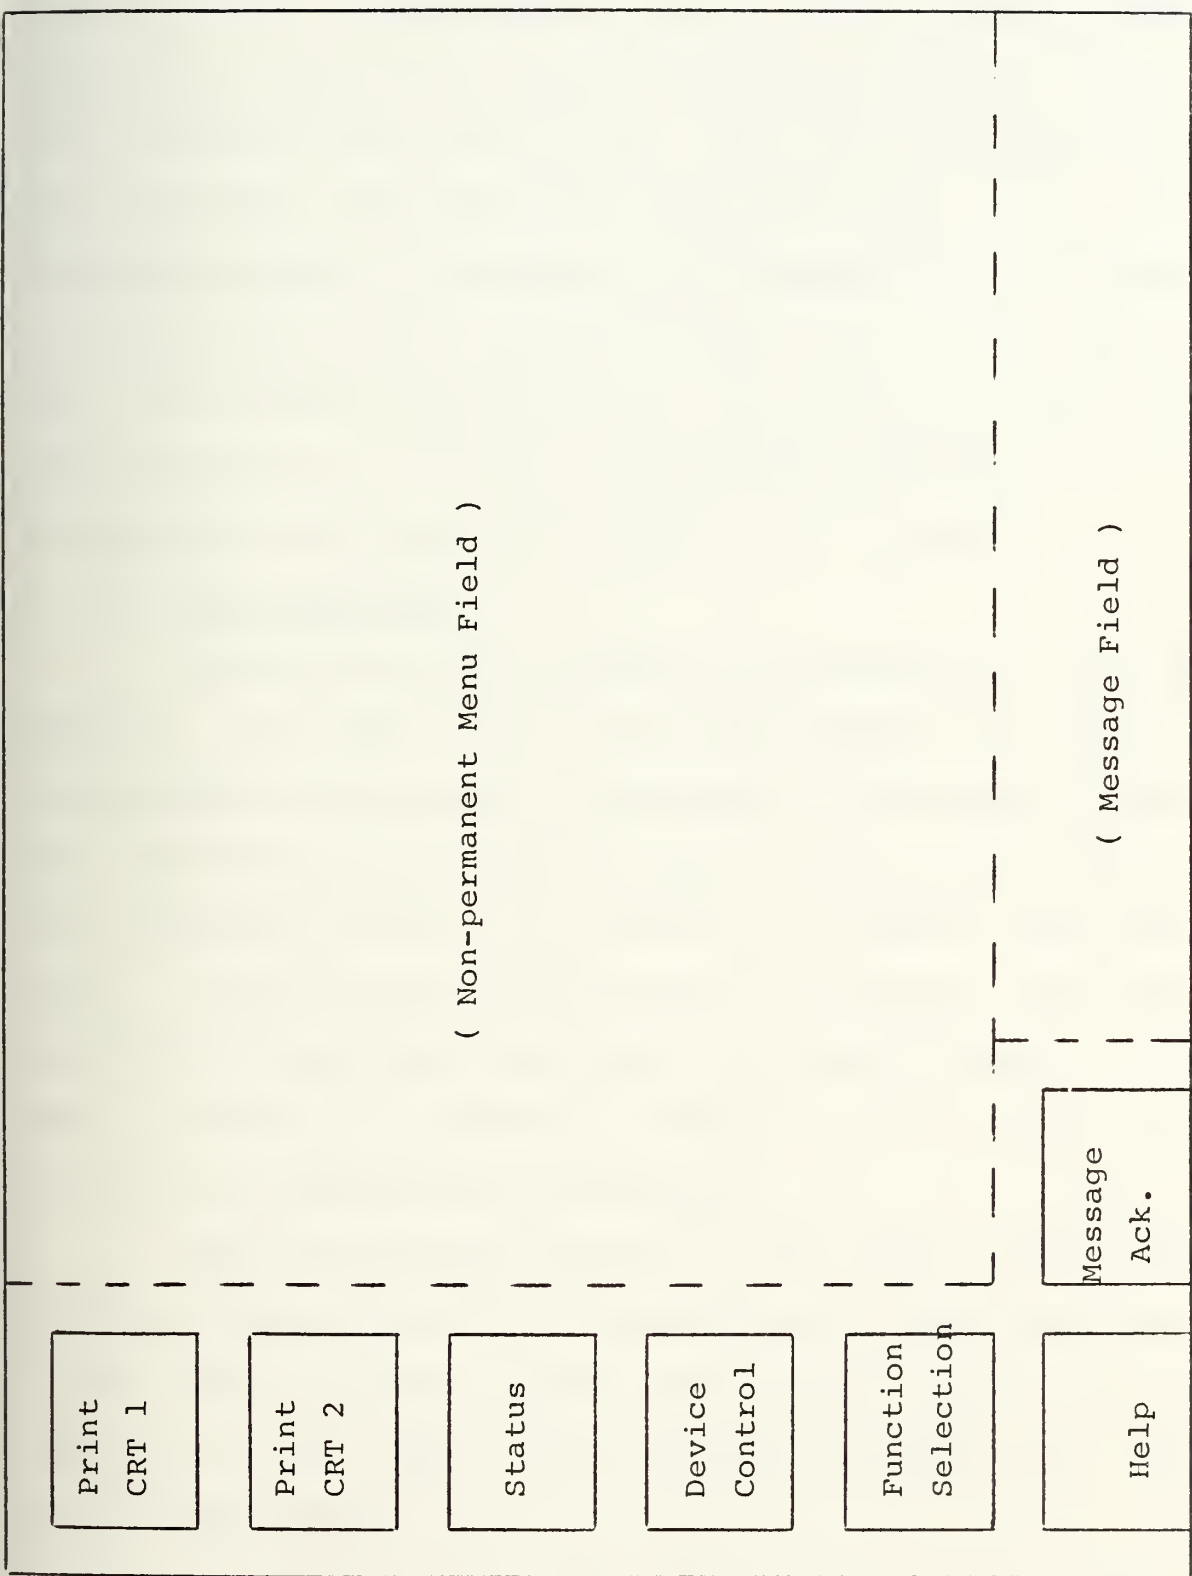 Print
CRT 1
Print
CRT 2
( Non-permanent Menu Field )
Status
Device
Control
Function
Selection
Help
Message
Ack.
( Message Field )